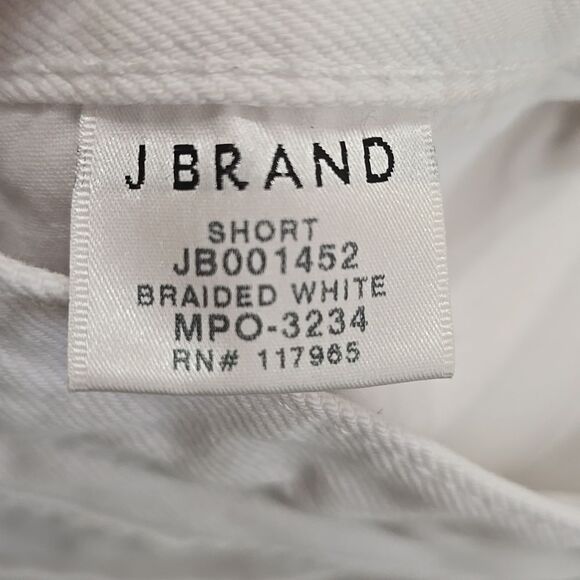 J BRAND
SHORT
JB001452
BRAIDED WHITE
MPO-3234
RN# 117965